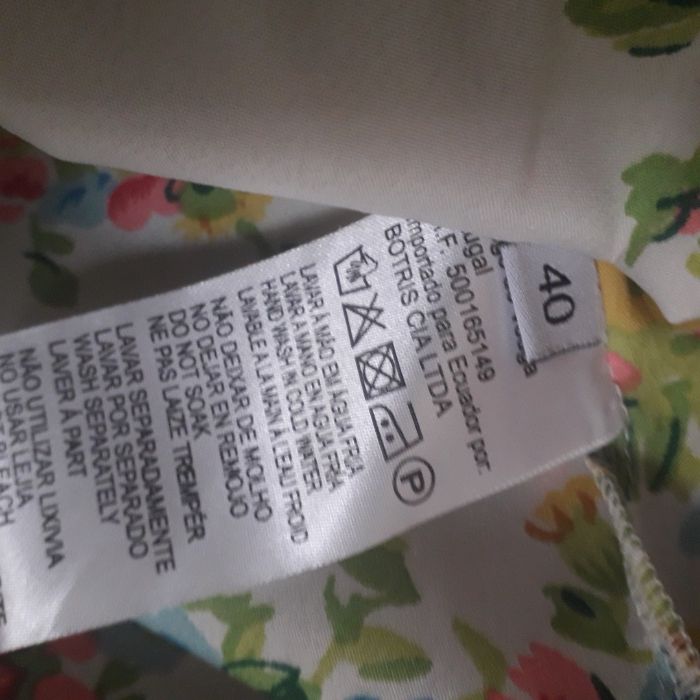 40
ugal
.F.: 500165149
mportado para Ecuador por:
BOTRIS CIA LTDA
P
LAVAR À MÃO EM ÁGUA FRIA
LAVAR A MANO EN AGUA FRIA
HAND WASH IN COLD WATER
LAVABLE A LA MAIN À L'EAU FROID
NÃO DEIXAR DE MOLHO
NO DEJAR EN REMOJO
DO NOT SOAK
NE PAS LAIZE TREMPÉR
LAVAR SEPARADAMENTE
LAVAR POR SEPARADO
WASH SEPARATELY
LAVER Á PART
NÃO UTILIZAR LIXIVIA
NO USAR LEJIA
BLEACH